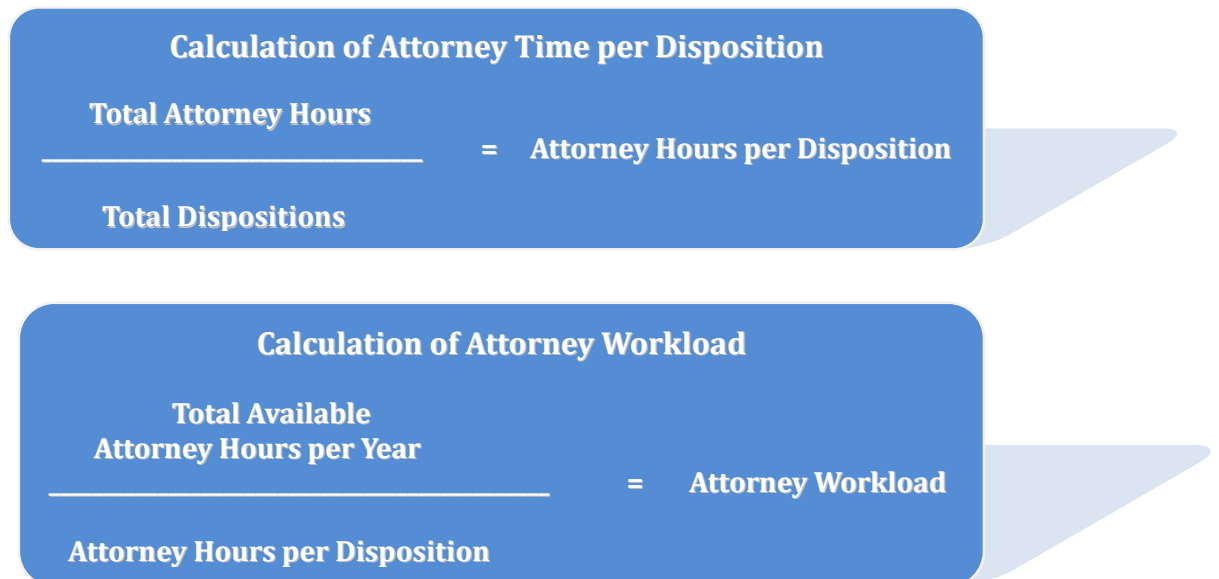 Calculation of Attorney Time per Disposition
Total Attorney Hours
= Attorney Hours per Disposition
Total Dispositions
Calculation of Attorney Workload
Total Available
Attorney Hours per Year
= Attorney Workload
Attorney Hours per Disposition